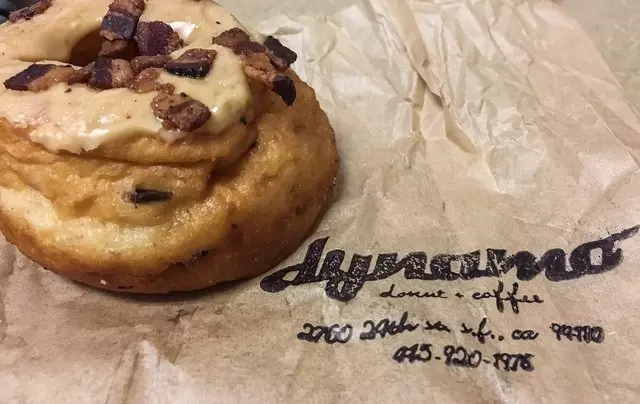 dynamo
donut + coffee
2760 24th st. s.f., ca 94110
415-920-1978